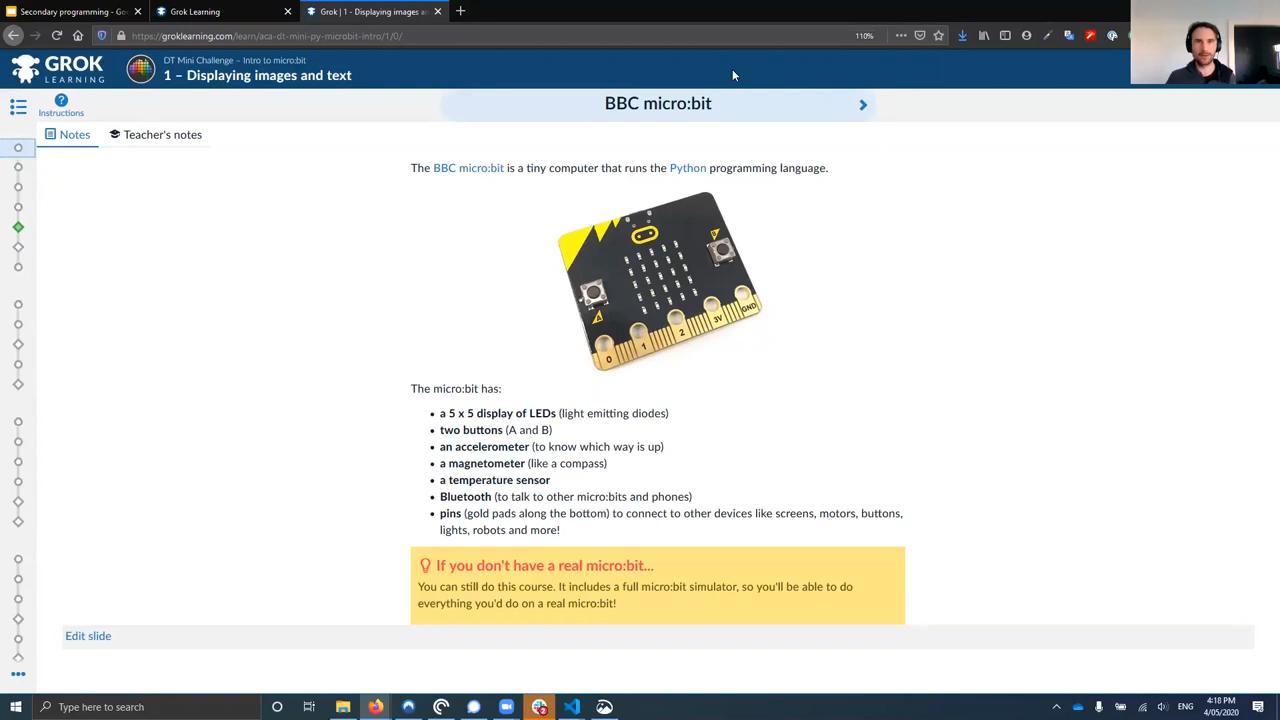 Secondary programming - Go
Grok Learning
Grok | 1 - Displaying images and text
https://groklearning.com/learn/aca-dt-mini-py-microbit-intro/1/0/
110%
GROK
LEARNING
DT Mini Challenge – Intro to micro:bit
1 – Displaying images and text
Instructions
BBC micro:bit
Notes
Teacher's notes
The BBC micro:bit is a tiny computer that runs the Python programming language.
B
A
0 1 2 3V GND
The micro:bit has:
• a 5 x 5 display of LEDs (light emitting diodes)
• two buttons (A and B)
• an accelerometer (to know which way is up)
• a magnetometer (like a compass)
• a temperature sensor
• Bluetooth (to talk to other micro:bits and phones)
• pins (gold pads along the bottom) to connect to other devices like screens, motors, buttons,
lights, robots and more!
If you don't have a real micro:bit...
You can still do this course. It includes a full micro:bit simulator, so you'll be able to do
everything you'd do on a real micro:bit!
Edit slide
Type here to search
ENG
4:18 PM
4/05/2020